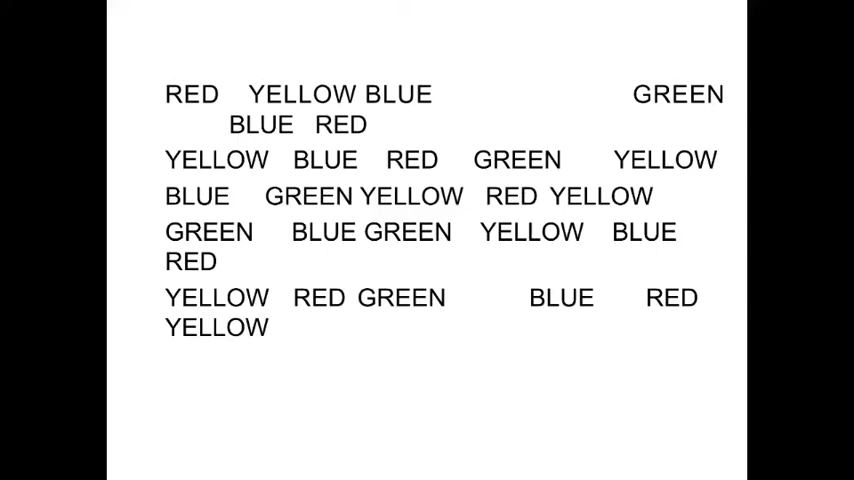 RED YELLOW BLUE GREEN
BLUE RED
YELLOW BLUE RED GREEN YELLOW
BLUE GREEN YELLOW RED YELLOW
GREEN BLUE GREEN YELLOW BLUE
RED
YELLOW RED GREEN BLUE RED
YELLOW